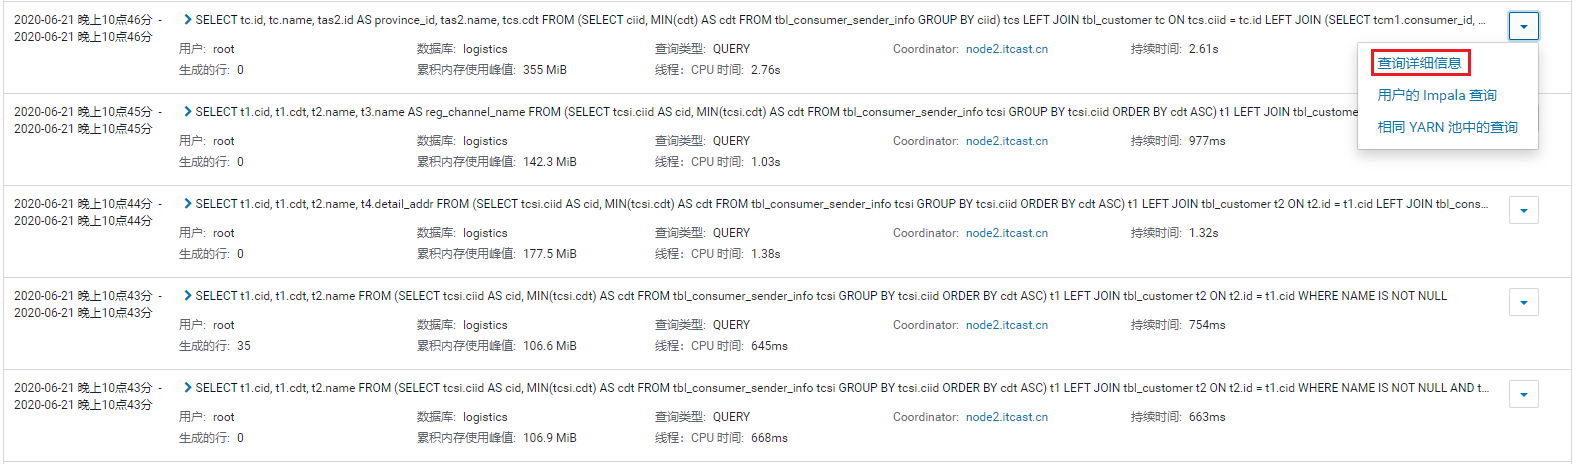 2020-06-21 晚上10点46分 -
2020-06-21 晚上10点46分
SELECT tc.id, tc.name, tas2.id AS province_id, tas2.name, tcs.cdt FROM (SELECT ciid, MIN(cdt) AS cdt FROM tbl_consumer_sender_info GROUP BY ciid) tcs LEFT JOIN tbl_customer tc ON tcs.ciid = tc.id LEFT JOIN (SELECT tcm1.consumer_id, ...
用户: root 数据库: logistics 查询类型: QUERY Coordinator: node2.itcast.cn 持续时间: 2.61s
生成的行: 0 累积内存使用峰值: 355 MiB 线程：CPU 时间: 2.76s
查询详细信息
用户的 Impala 查询
相同 YARN 池中的查询
2020-06-21 晚上10点45分 -
2020-06-21 晚上10点45分
SELECT t1.cid, t1.cdt, t2.name, t3.name AS reg_channel_name FROM (SELECT tcsi.ciid AS cid, MIN(tcsi.cdt) AS cdt FROM tbl_consumer_sender_info tcsi GROUP BY tcsi.ciid ORDER BY cdt ASC) t1 LEFT JOIN tbl_custome
用户: root 数据库: logistics 查询类型: QUERY Coordinator: node2.itcast.cn 持续时间: 977ms
生成的行: 0 累积内存使用峰值: 142.3 MiB 线程：CPU 时间: 1.03s
2020-06-21 晚上10点44分 -
2020-06-21 晚上10点44分
SELECT t1.cid, t1.cdt, t2.name, t4.detail_addr FROM (SELECT tcsi.ciid AS cid, MIN(tcsi.cdt) AS cdt FROM tbl_consumer_sender_info tcsi GROUP BY tcsi.ciid ORDER BY cdt ASC) t1 LEFT JOIN tbl_customer t2 ON t2.id = t1.cid LEFT JOIN tbl_cons...
用户: root 数据库: logistics 查询类型: QUERY Coordinator: node2.itcast.cn 持续时间: 1.32s
生成的行: 0 累积内存使用峰值: 177.5 MiB 线程：CPU 时间: 1.38s
2020-06-21 晚上10点43分 -
2020-06-21 晚上10点43分
SELECT t1.cid, t1.cdt, t2.name FROM (SELECT tcsi.ciid AS cid, MIN(tcsi.cdt) AS cdt FROM tbl_consumer_sender_info tcsi GROUP BY tcsi.ciid ORDER BY cdt ASC) t1 LEFT JOIN tbl_customer t2 ON t2.id = t1.cid WHERE NAME IS NOT NULL
用户: root 数据库: logistics 查询类型: QUERY Coordinator: node2.itcast.cn 持续时间: 754ms
生成的行: 35 累积内存使用峰值: 106.6 MiB 线程：CPU 时间: 645ms
2020-06-21 晚上10点43分 -
2020-06-21 晚上10点43分
SELECT t1.cid, t1.cdt, t2.name FROM (SELECT tcsi.ciid AS cid, MIN(tcsi.cdt) AS cdt FROM tbl_consumer_sender_info tcsi GROUP BY tcsi.ciid ORDER BY cdt ASC) t1 LEFT JOIN tbl_customer t2 ON t2.id = t1.cid WHERE NAME IS NOT NULL AND t...
用户: root 数据库: logistics 查询类型: QUERY Coordinator: node2.itcast.cn 持续时间: 663ms
生成的行: 0 累积内存使用峰值: 106.9 MiB 线程：CPU 时间: 668ms